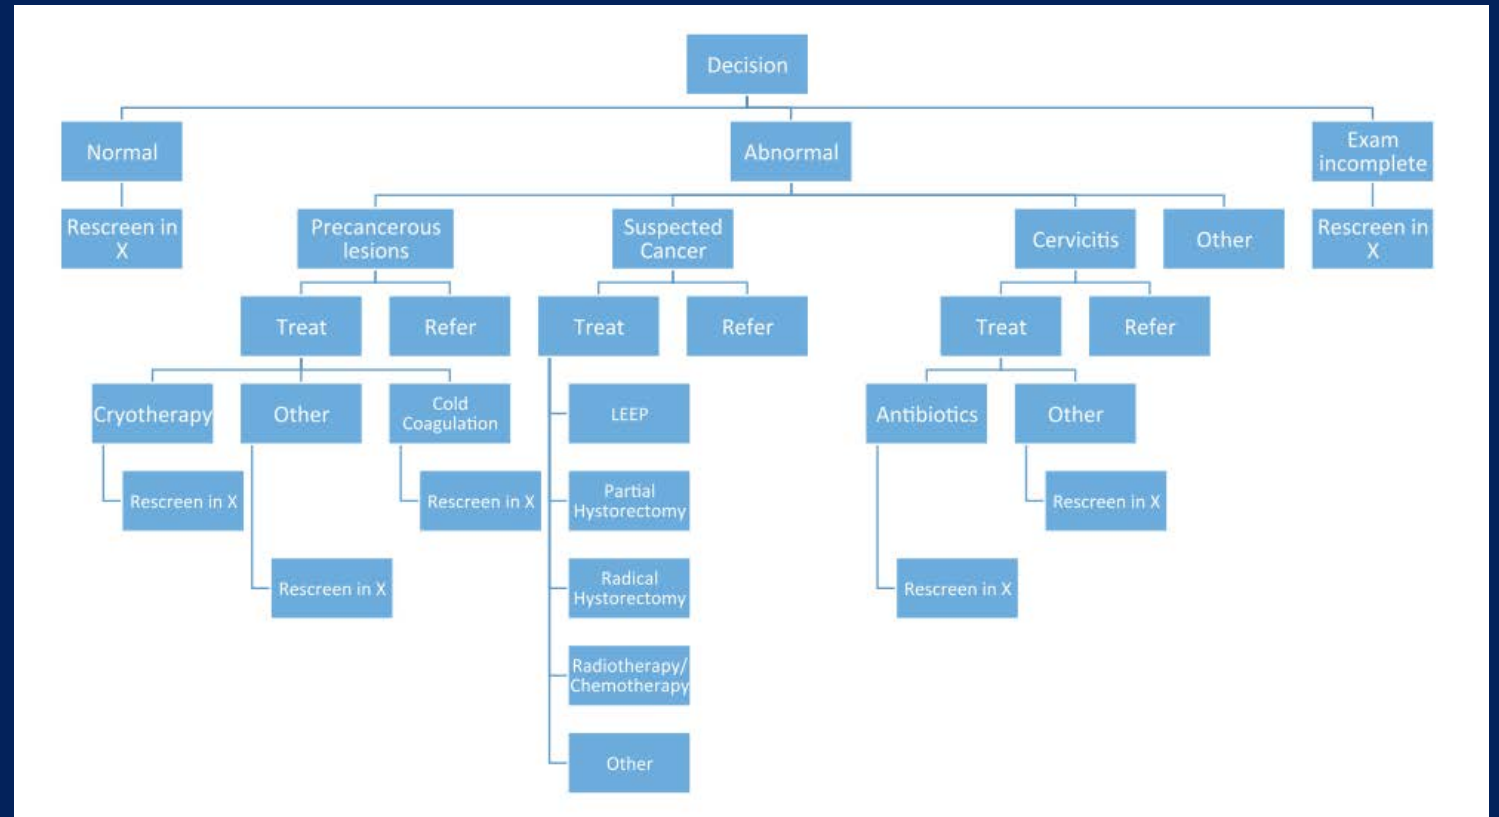 Decision
Normal
Abnormal
Exam
incomplete
Rescreen in
X
Precancerous
lesions
Suspected
Cancer
Cervicitis
Other
Rescreen in
X
Treat
Refer
Treat
Refer
Treat
Refer
Cryotherapy
Other
Cold
Coagulation
LEEP
Antibiotics
Other
Rescreen in X
Rescreen in X
Partial
Hystorectomy
Rescreen in X
Rescreen in X
Radical
Hystorectomy
Rescreen in X
Radiotherapy/
Chemotherapy
Other